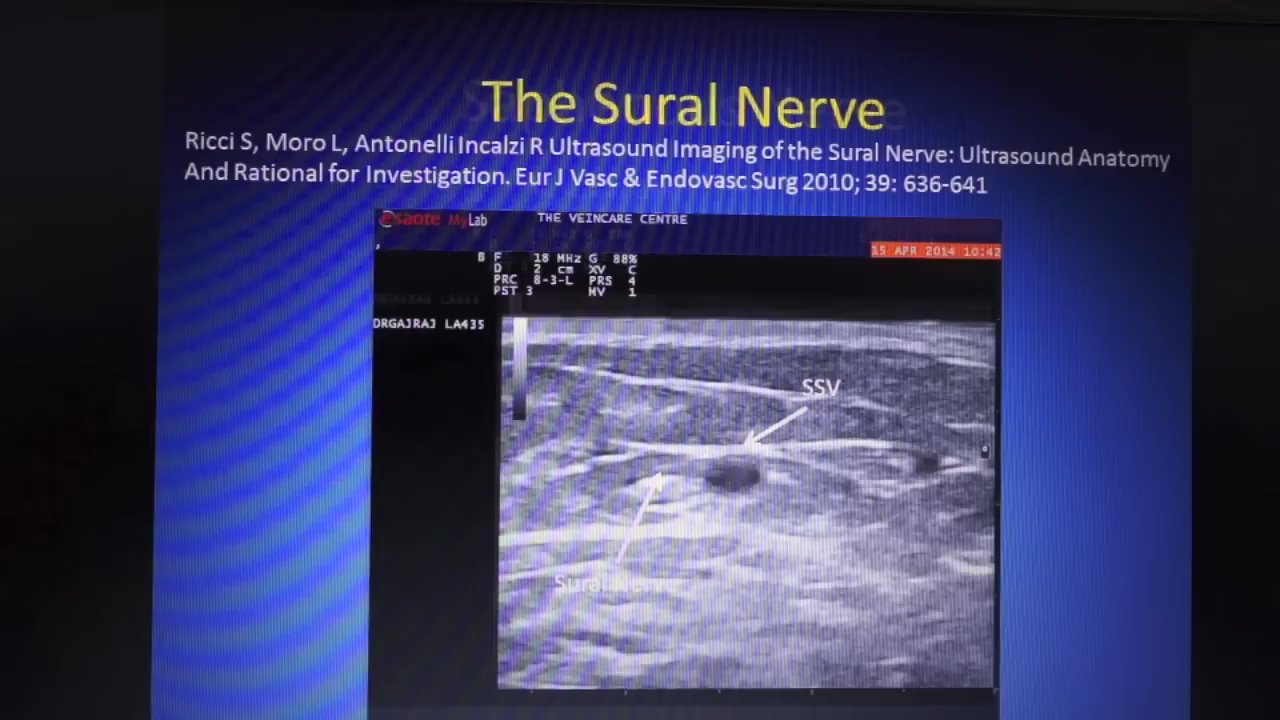 The Sural Nerve
Ricci S, Moro L, Antonelli Incalzi R Ultrasound Imaging of the Sural Nerve: Ultrasound Anatomy
And Rational for Investigation. Eur J Vasc & Endovasc Surg 2010; 39: 636-641
esaote MyLab THE VEINCARE CENTRE
15 APR 2014 10:42
B F 18 MHz G 88%
D 2 cm XV C
PRC 8-3-L PRS 4
PST 3 MV 1
DRGAJRAJ LA435
SSV
Sural